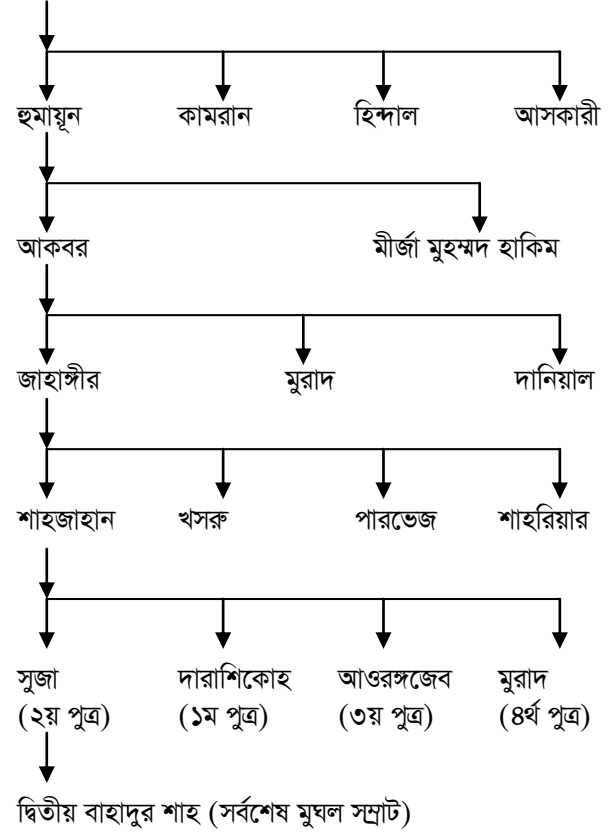 হুমায়ূন কামরান হিন্দাল আসকারী
আকবর মীর্জা মুহম্মদ হাকিম
জাহাঙ্গীর মুরাদ দানিয়াল
শাহজাহান খসরু পারভেজ শাহরিয়ার
সুজা দারাশিকোহ আওরঙ্গজেব মুরাদ
(২য় পুত্র) (১ম পুত্র) (৩য় পুত্র) (৪র্থ পুত্র)
দ্বিতীয় বাহাদুর শাহ (সর্বশেষ মুঘল সম্রাট)